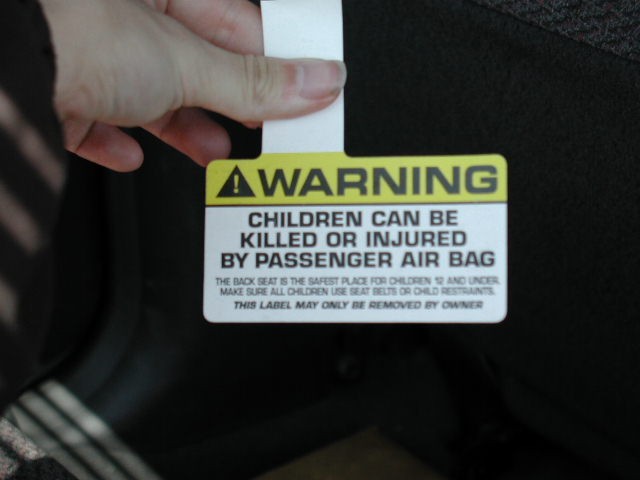 WARNING
CHILDREN CAN BE
KILLED OR INJURED
BY PASSENGER AIR BAG
THE BACK SEAT IS THE SAFEST PLACE FOR CHILDREN 12 AND UNDER.
MAKE SURE ALL CHILDREN USE SEAT BELTS OR CHILD RESTRAINTS.
THIS LABEL MAY ONLY BE REMOVED BY OWNER